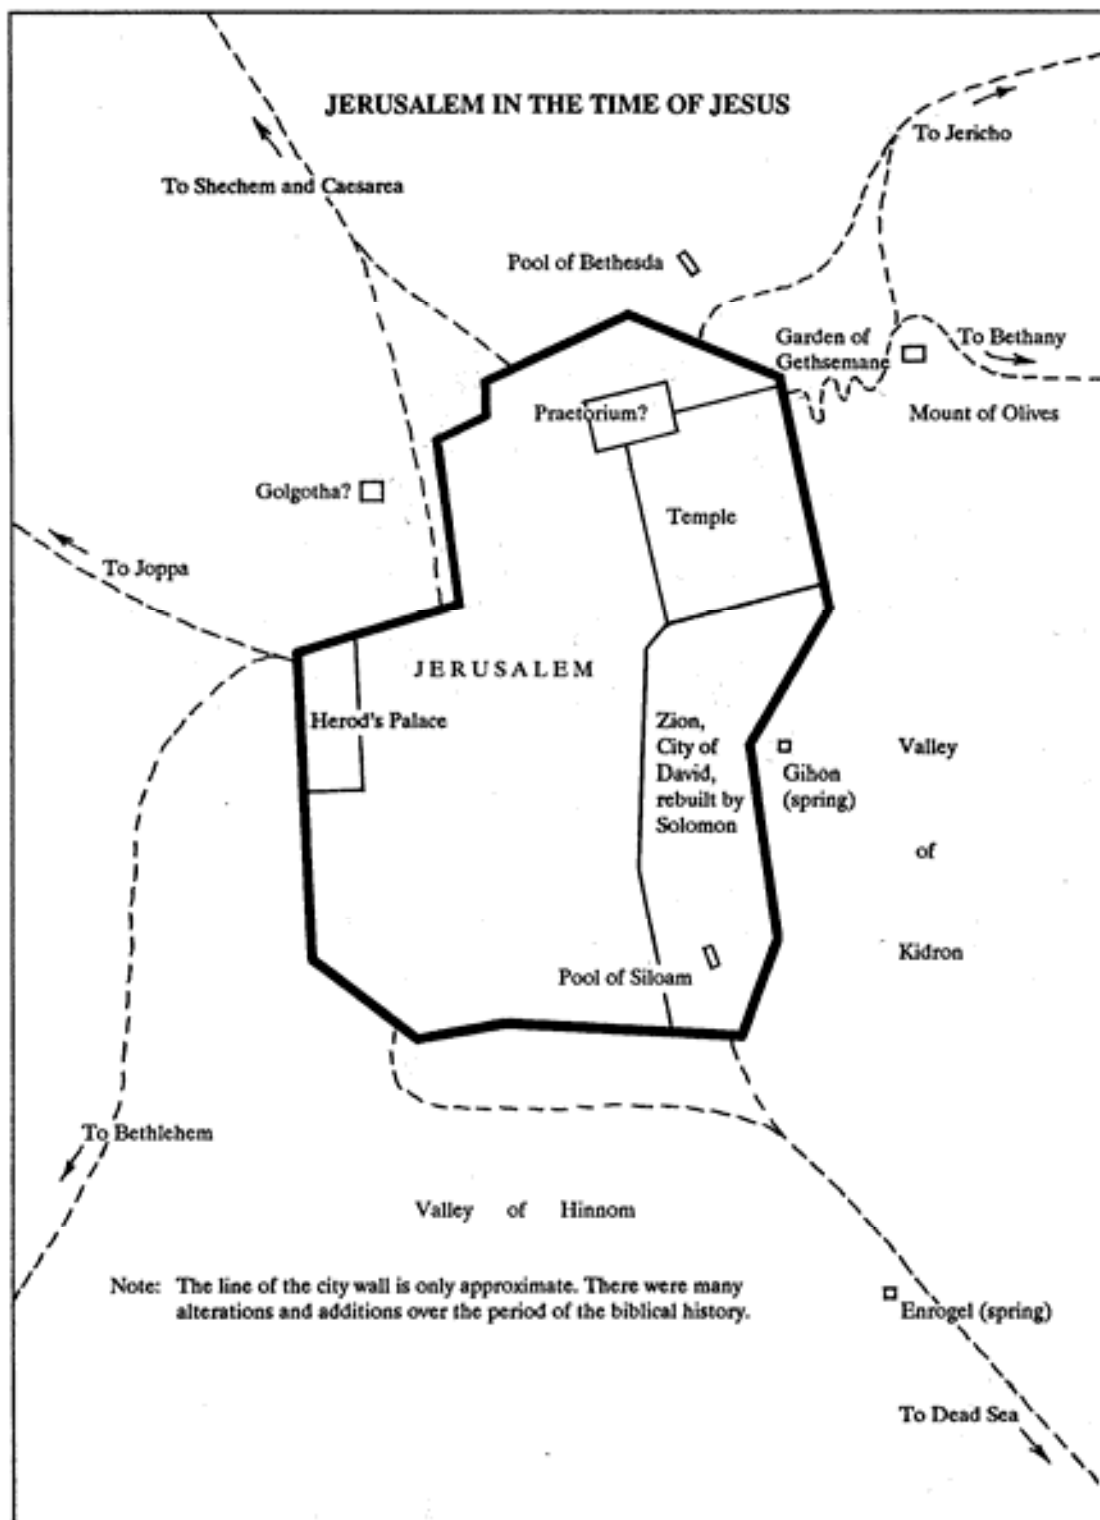 JERUSALEM IN THE TIME OF JESUS
To Jericho
To Shechem and Caesarea
Pool of Bethesda
Garden of
Gethsemane
To Bethany
Praetorium?
Mount of Olives
Golgotha?
Temple
To Joppa
JERUSALEM
Herod's Palace
Zion,
City of
David,
rebuilt by
Solomon
Gihon
(spring)
Valley
of
Kidron
Pool of Siloam
To Bethlehem
Valley of Hinnom
Note: The line of the city wall is only approximate. There were many
alterations and additions over the period of the biblical history.
Enrogel (spring)
To Dead Sea